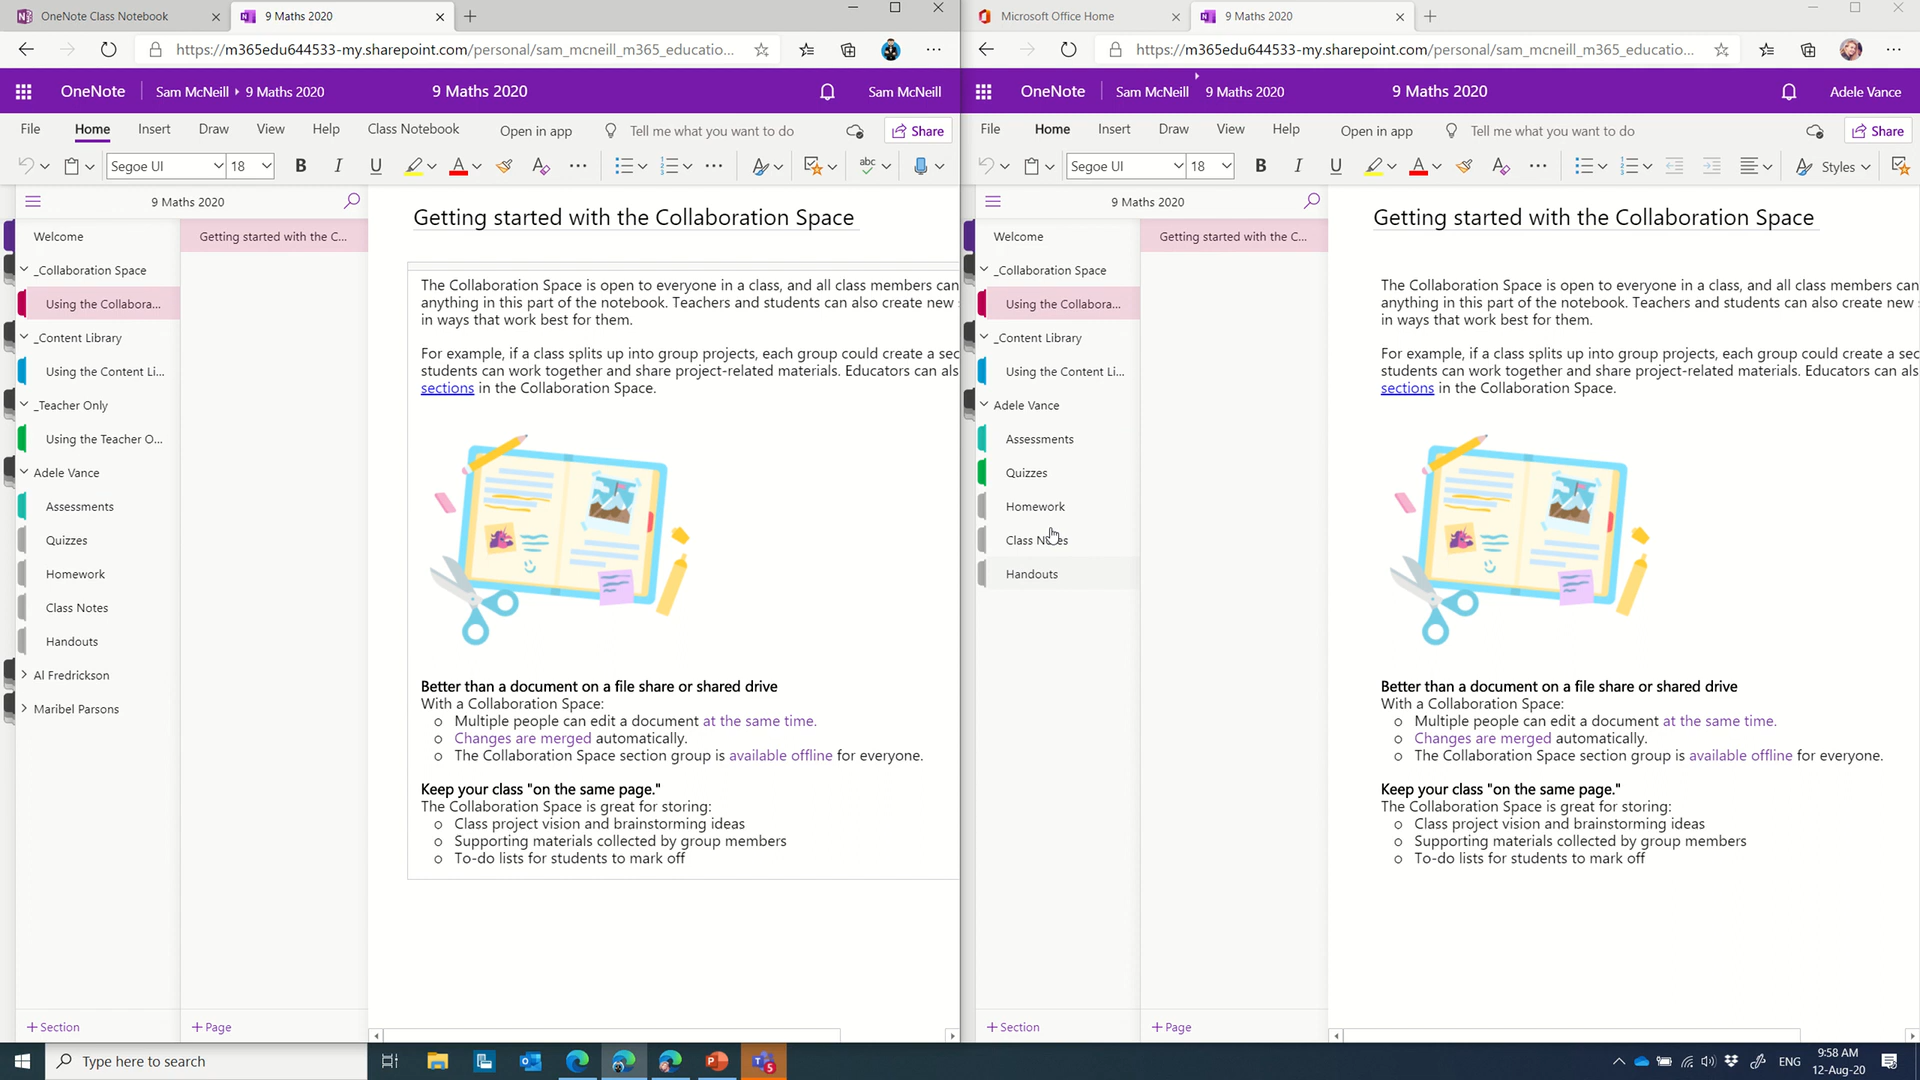 OneNote Class Notebook
9 Maths 2020
https://m365edu644533-my.sharepoint.com/personal/sam_mcneill_m365_educatio...
OneNote
Sam McNeill
9 Maths 2020
9 Maths 2020
Sam McNeill
File
Home
Insert
Draw
View
Help
Class Notebook
Open in app
Tell me what you want to do
Share
Segoe UI
18
B
I
U
A
abc
9 Maths 2020
Welcome
_Collaboration Space
Using the Collabora...
_Content Library
Using the Content Li...
_Teacher Only
Using the Teacher O...
Adele Vance
Assessments
Quizzes
Homework
Class Notes
Handouts
Al Fredrickson
Maribel Parsons
+ Section
Getting started with the C...
+ Page
Getting started with the Collaboration Space
The Collaboration Space is open to everyone in a class, and all class members can
anything in this part of the notebook. Teachers and students can also create new
in ways that work best for them.
For example, if a class splits up into group projects, each group could create a sec
students can work together and share project-related materials. Educators can als
sections in the Collaboration Space.
Better than a document on a file share or shared drive
With a Collaboration Space:
o Multiple people can edit a document at the same time.
o Changes are merged automatically.
o The Collaboration Space section group is available offline for everyone.
Keep your class "on the same page."
The Collaboration Space is great for storing:
o Class project vision and brainstorming ideas
o Supporting materials collected by group members
o To-do lists for students to mark off
Microsoft Office Home
9 Maths 2020
https://m365edu644533-my.sharepoint.com/personal/sam_mcneill_m365_educatio...
OneNote
Sam McNeill
9 Maths 2020
9 Maths 2020
Adele Vance
File
Home
Insert
Draw
View
Help
Open in app
Tell me what you want to do
Share
Segoe UI
18
B
I
U
A
Styles
9 Maths 2020
Welcome
_Collaboration Space
Using the Collabora...
_Content Library
Using the Content Li...
Adele Vance
Assessments
Quizzes
Homework
Class Notes
Handouts
+ Section
Getting started with the C...
+ Page
Getting started with the Collaboration Space
The Collaboration Space is open to everyone in a class, and all class members can
anything in this part of the notebook. Teachers and students can also create new
in ways that work best for them.
For example, if a class splits up into group projects, each group could create a sec
students can work together and share project-related materials. Educators can als
sections in the Collaboration Space.
Better than a document on a file share or shared drive
With a Collaboration Space:
o Multiple people can edit a document at the same time.
o Changes are merged automatically.
o The Collaboration Space section group is available offline for everyone.
Keep your class "on the same page."
The Collaboration Space is great for storing:
o Class project vision and brainstorming ideas
o Supporting materials collected by group members
o To-do lists for students to mark off
Type here to search
5
ENG
9:58 AM
12-Aug-20